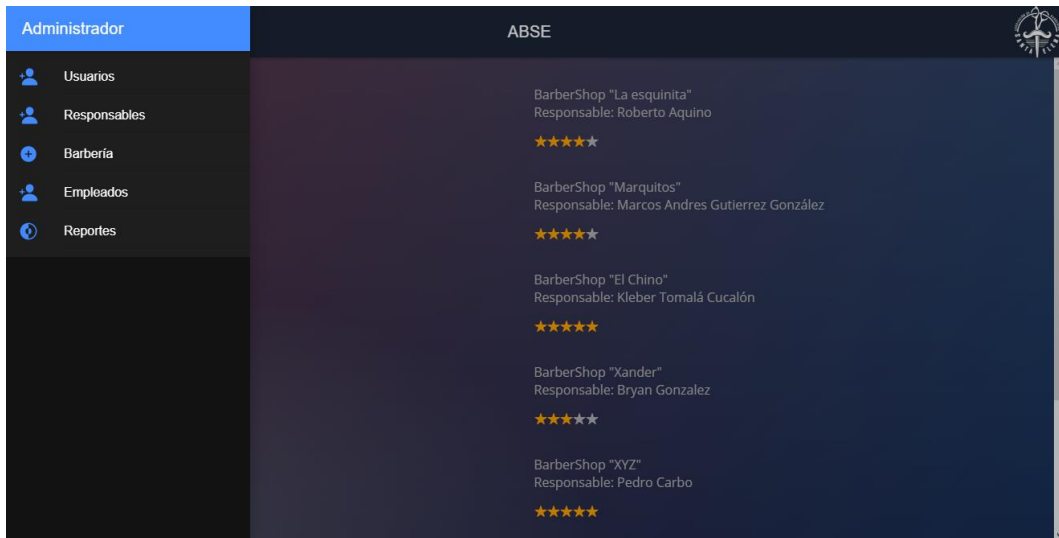 Administrador
ABSE
Usuarios
Responsables
Barbería
Empleados
Reportes
BarberShop "La esquinita"
Responsable: Roberto Aquino
BarberShop "Marquitos"
Responsable: Marcos Andres Gutierrez González
BarberShop "El Chino"
Responsable: Kleber Tomalá Cucalón
BarberShop "Xander"
Responsable: Bryan Gonzalez
BarberShop "XYZ"
Responsable: Pedro Carbo